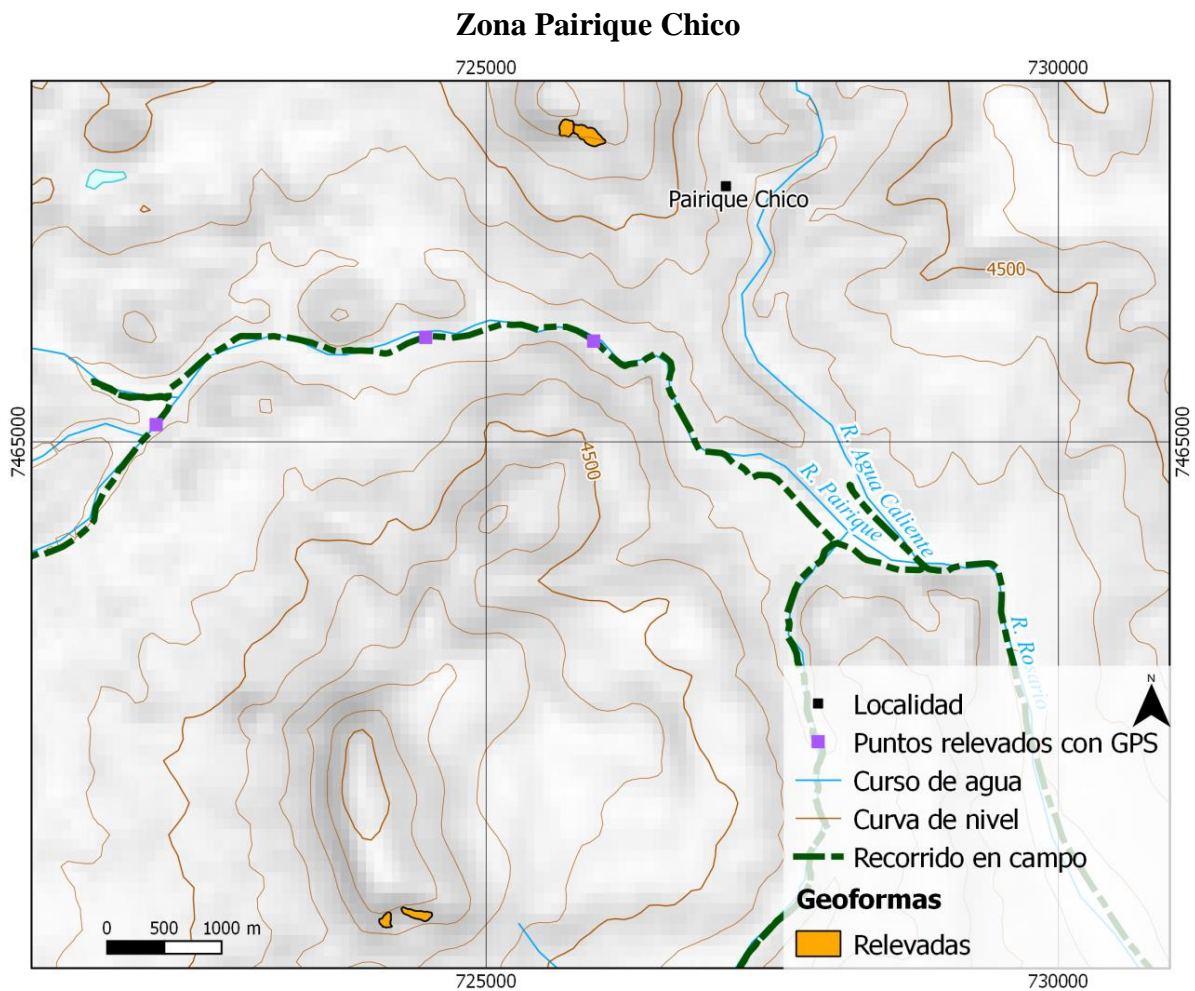 Zona Pairique Chico
725000
730000
Pairique Chico
4500
7465000
7465000
4500
R. Agua Caliente
R. Pairique
R. Rosario
N
Localidad
Puntos relevados con GPS
Curso de agua
Curva de nivel
Recorrido en campo
Geoformas
Relevadas
0 500 1000 m
725000
730000